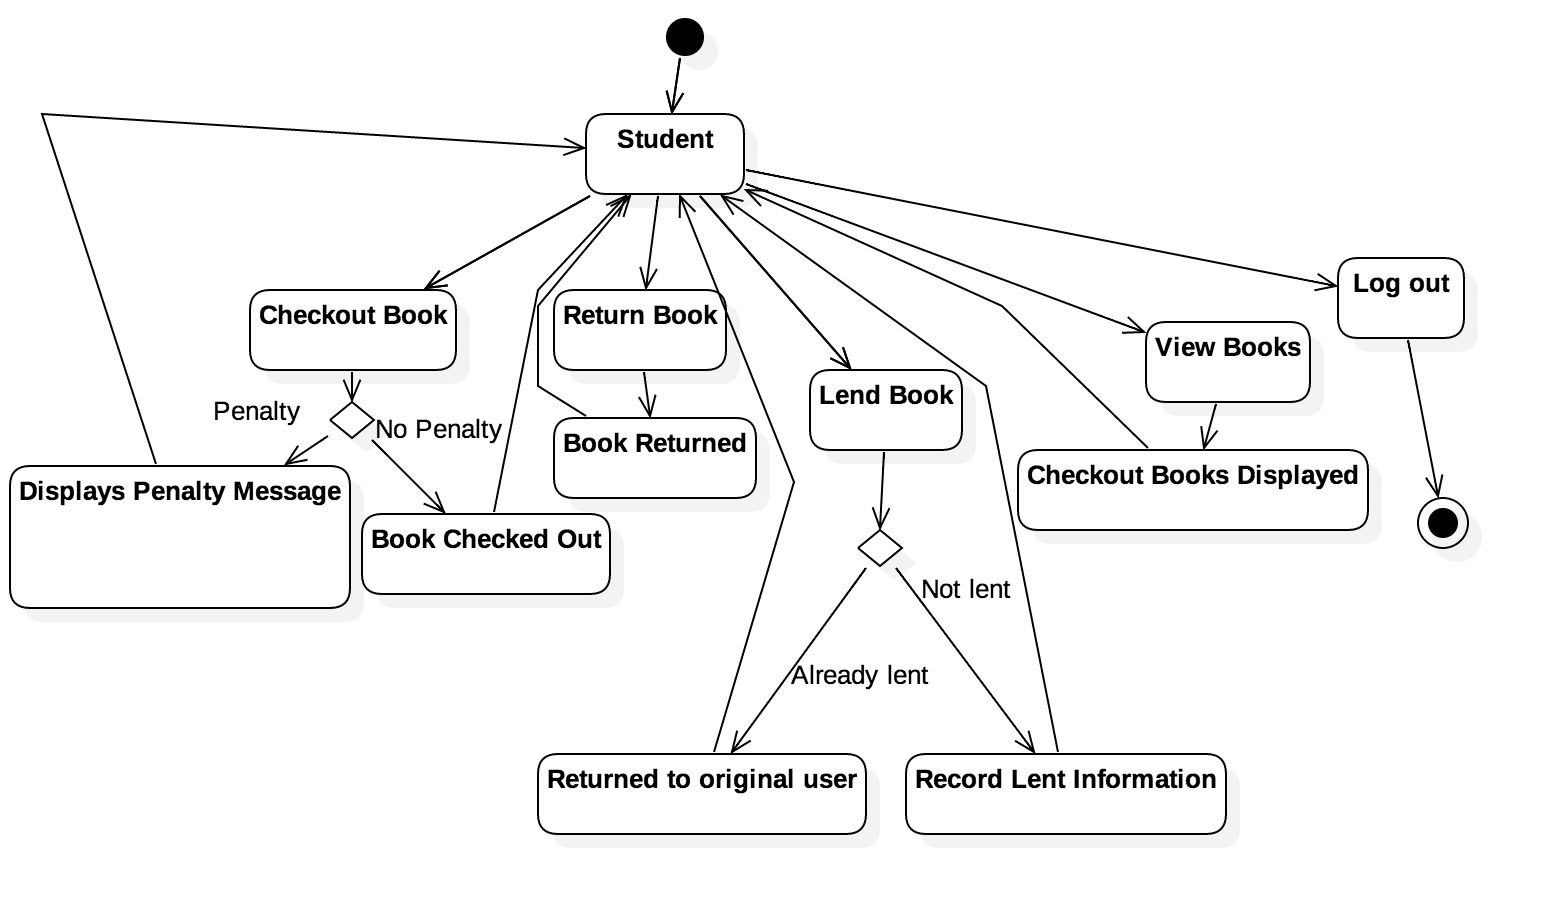 Student
Log out
Checkout Book
Return Book
View Books
Lend Book
Penalty
No Penalty
Book Returned
Checkout Books Displayed
Displays Penalty Message
Book Checked Out
Not lent
Already lent
Returned to original user
Record Lent Information